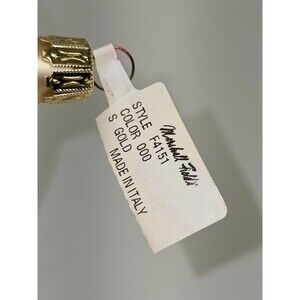 Marshall Field's
STYLE F4151
COLOR 000
S GOLD
MADE IN ITALY